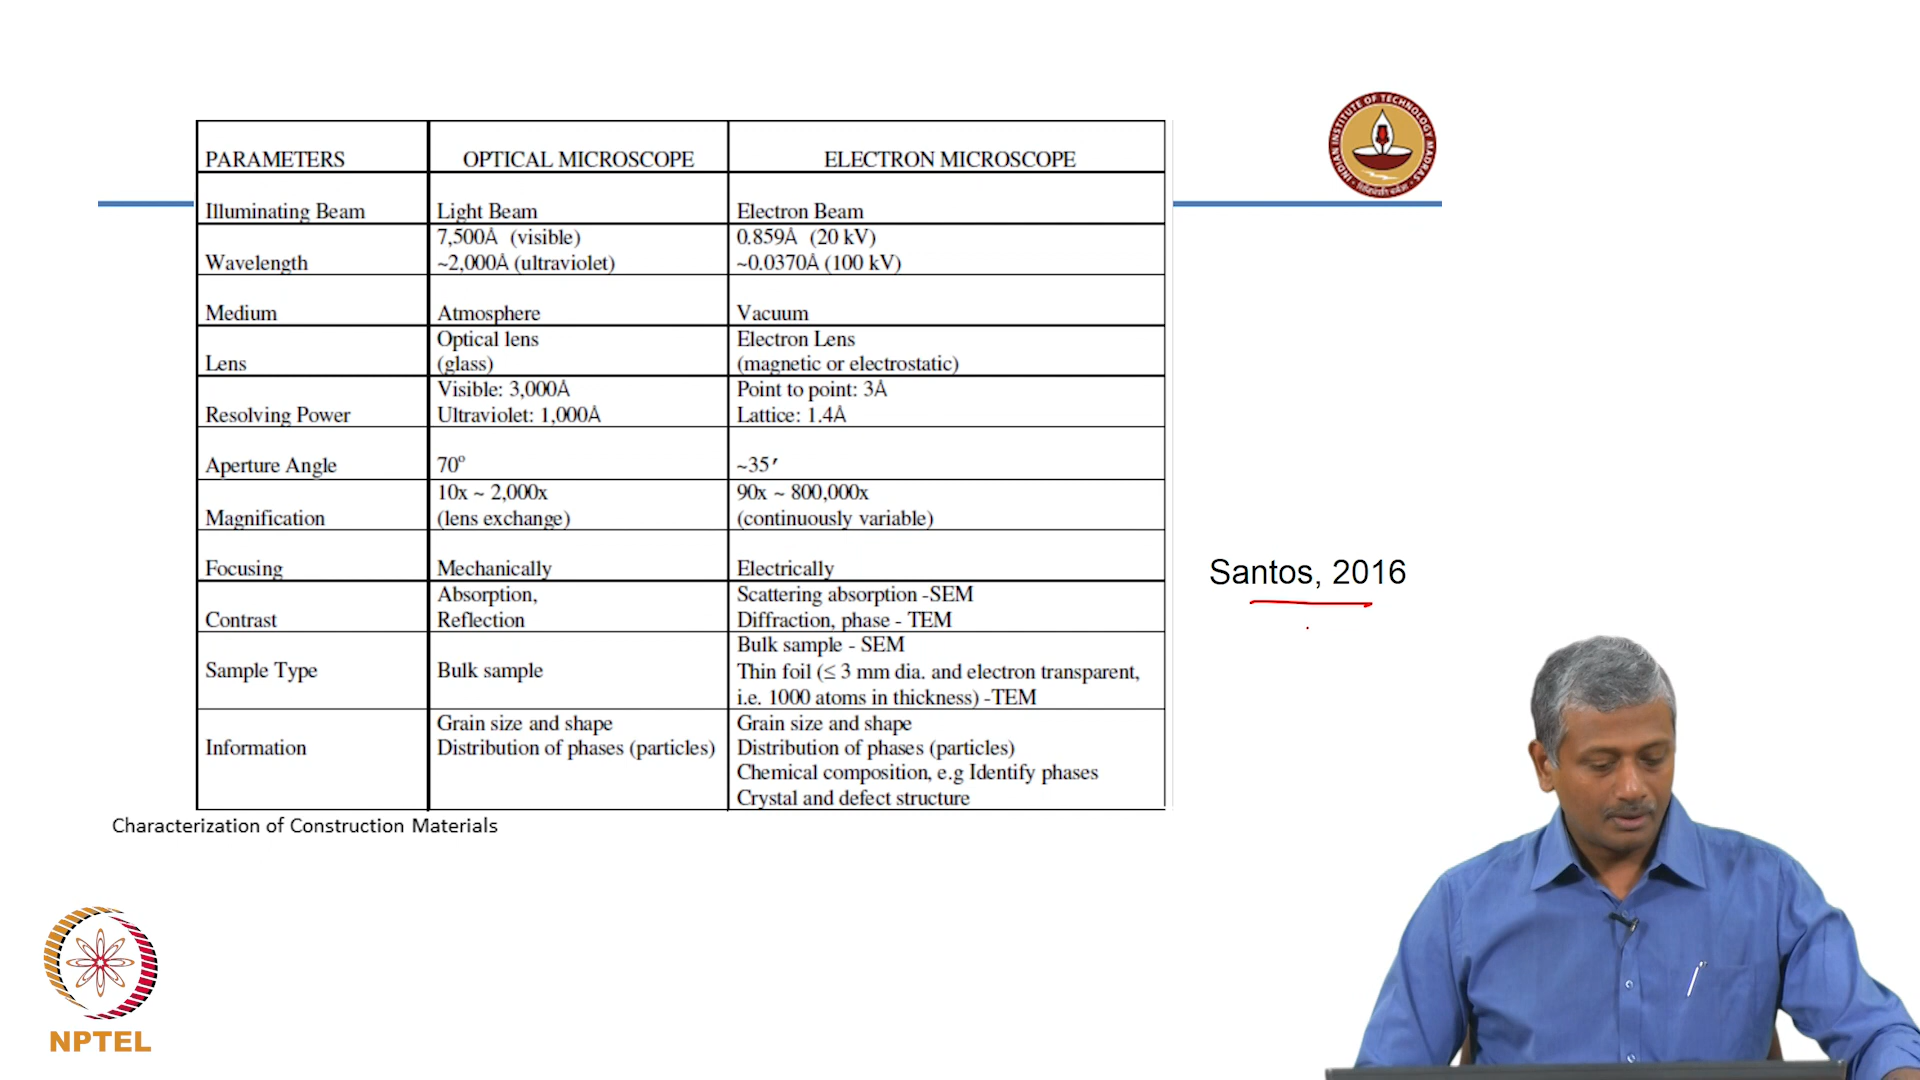 INDIAN INSTITUTE OF TECHNOLOGY MADRAS
PARAMETERS OPTICAL MICROSCOPE ELECTRON MICROSCOPE
Illuminating Beam Light Beam Electron Beam
7,500Å (visible) 0.859Å (20 kV)
Wavelength ~2,000Å (ultraviolet) ~0.0370Å (100 kV)
Medium Atmosphere Vacuum
Optical lens Electron Lens
Lens (glass) (magnetic or electrostatic)
Visible: 3,000Å Point to point: 3Å
Resolving Power Ultraviolet: 1,000Å Lattice: 1.4Å
Aperture Angle 70° ~35′
10x ~ 2,000x 90x ~ 800,000x
Magnification (lens exchange) (continuously variable)
Focusing Mechanically Electrically
Absorption, Scattering absorption -SEM
Contrast Reflection Diffraction, phase - TEM
Bulk sample - SEM
Sample Type Bulk sample Thin foil (≤ 3 mm dia. and electron transparent,
i.e. 1000 atoms in thickness) -TEM
Grain size and shape Grain size and shape
Information Distribution of phases (particles) Distribution of phases (particles)
Chemical composition, e.g Identify phases
Crystal and defect structure
Santos, 2016
Characterization of Construction Materials
NPTEL